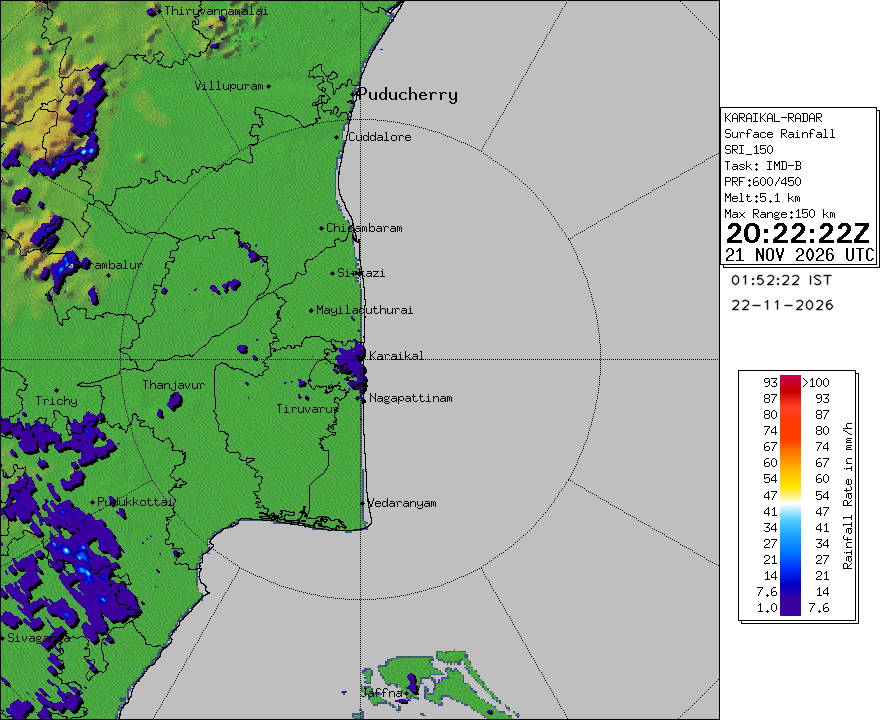 Thiruvannamalai
Villupuram
Puducherry
Cuddalore
Chidambaram
Perambalur
Sirkazi
Mayiladuthurai
Karaikal
Thanjavur
Trichy
Nagapattinam
Tiruvarur
Pudukkottai
Vedaranyam
Sivaganga
Jaffna
KARAIKAL-RADAR
Surface Rainfall
SRI_150
Task: IMD-B
PRF:600/450
Melt:5.1 km
Max Range:150 km
20:22:22Z
21 NOV 2026 UTC
01:52:22 IST
22-11-2026
93 >100
87 93
80 87
74 80
67 74
60 67
54 60
47 54
41 47
34 41
27 34
21 27
14 21
7.6 14
1.0 7.6
Rainfall Rate in mm/h